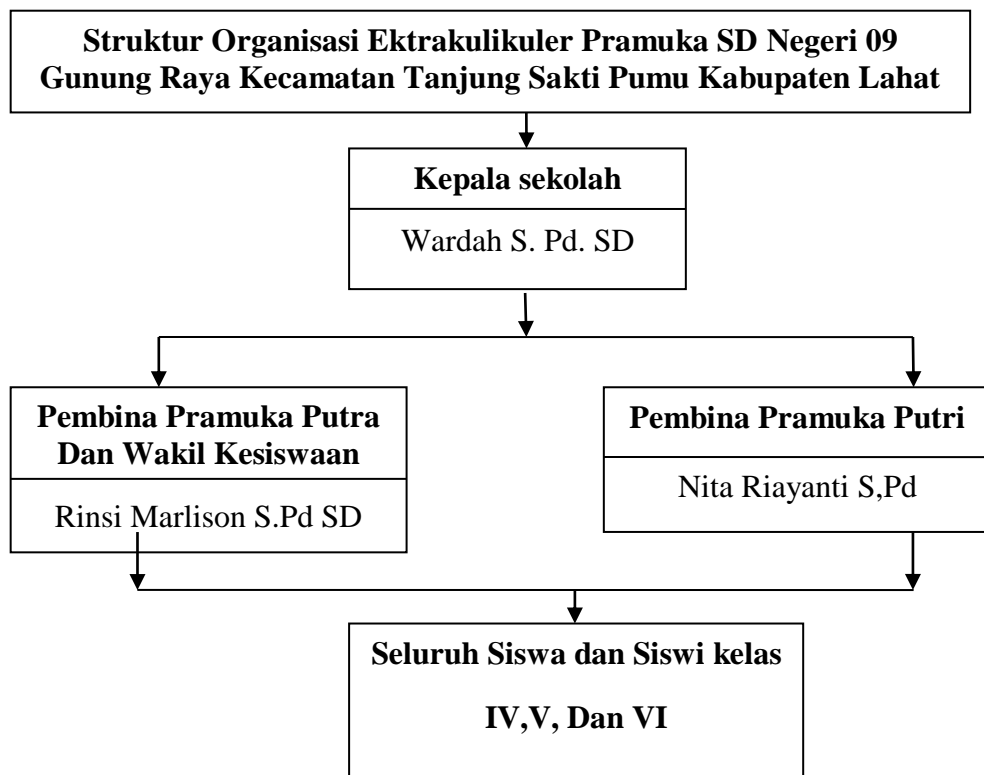 Struktur Organisasi Ektrakulikuler Pramuka SD Negeri 09
Gunung Raya Kecamatan Tanjung Sakti Pumu Kabupaten Lahat
Kepala sekolah
Wardah S. Pd. SD
Pembina Pramuka Putra
Dan Wakil Kesiswaan
Rinsi Marlison S.Pd SD
Pembina Pramuka Putri
Nita Riayanti S,Pd
Seluruh Siswa dan Siswi kelas
IV,V, Dan VI